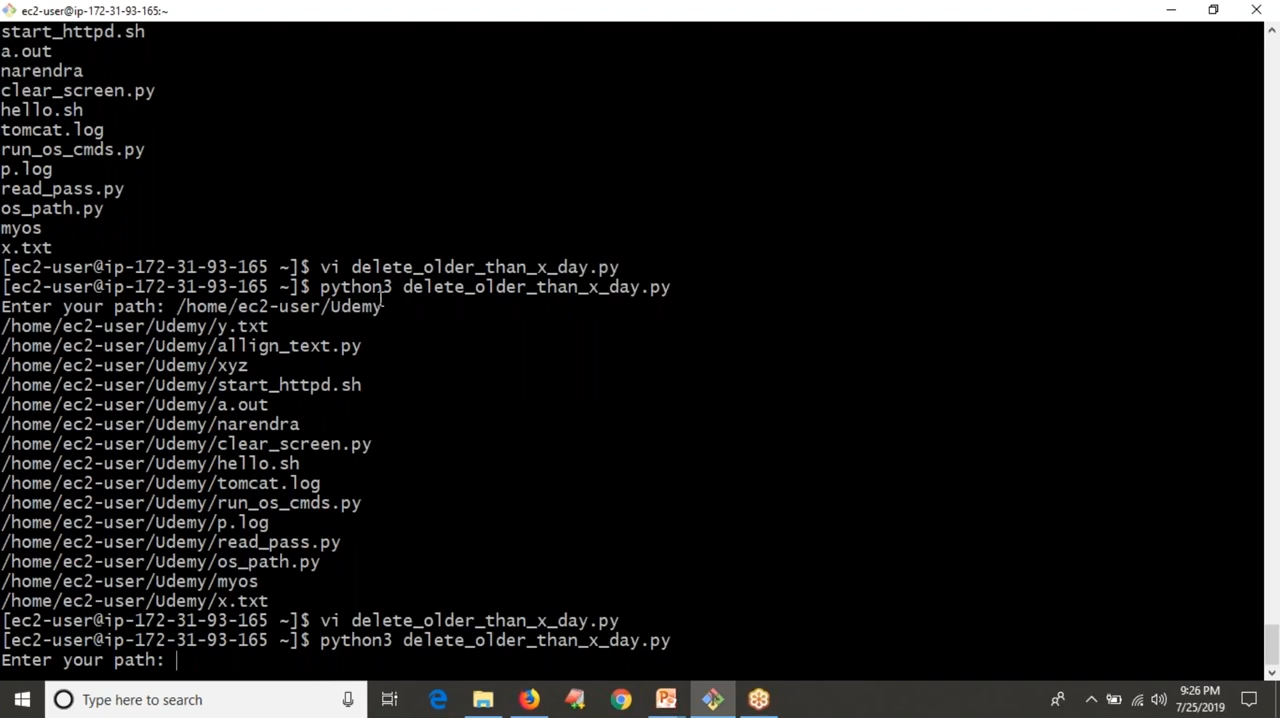 ec2-user@ip-172-31-93-165:~
start_httpd.sh
a.out
narendra
clear_screen.py
hello.sh
tomcat.log
run_os_cmds.py
p.log
read_pass.py
os_path.py
myos
x.txt
[ec2-user@ip-172-31-93-165 ~]$ vi delete_older_than_x_day.py
[ec2-user@ip-172-31-93-165 ~]$ python3 delete_older_than_x_day.py
Enter your path: /home/ec2-user/Udemy
/home/ec2-user/Udemy/y.txt
/home/ec2-user/Udemy/allign_text.py
/home/ec2-user/Udemy/xyz
/home/ec2-user/Udemy/start_httpd.sh
/home/ec2-user/Udemy/a.out
/home/ec2-user/Udemy/narendra
/home/ec2-user/Udemy/clear_screen.py
/home/ec2-user/Udemy/hello.sh
/home/ec2-user/Udemy/tomcat.log
/home/ec2-user/Udemy/run_os_cmds.py
/home/ec2-user/Udemy/p.log
/home/ec2-user/Udemy/read_pass.py
/home/ec2-user/Udemy/os_path.py
/home/ec2-user/Udemy/myos
/home/ec2-user/Udemy/x.txt
[ec2-user@ip-172-31-93-165 ~]$ vi delete_older_than_x_day.py
[ec2-user@ip-172-31-93-165 ~]$ python3 delete_older_than_x_day.py
Enter your path:
Type here to search
9:26 PM
7/25/2019